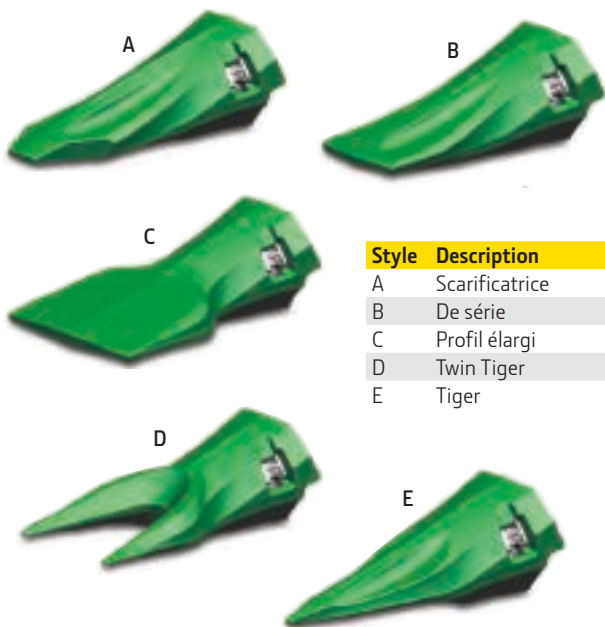 A
B
C
Style Description
A Scarificatrice
B De série
C Profil élargi
D Twin Tiger
E Tiger
D
E